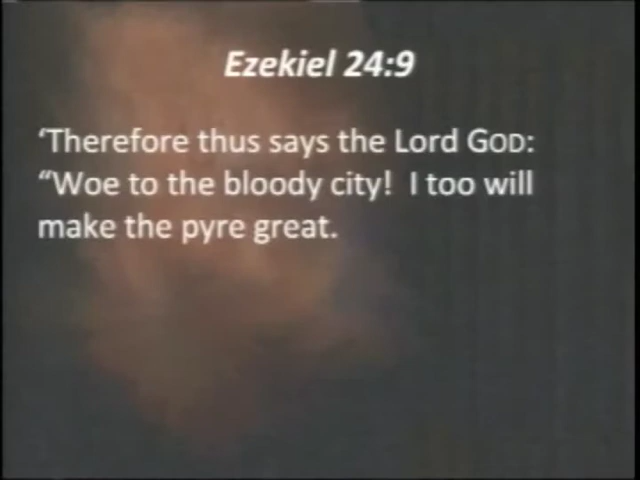 Ezekiel 24:9
‘Therefore thus says the Lord GOD:
“Woe to the bloody city!  I too will
make the pyre great.